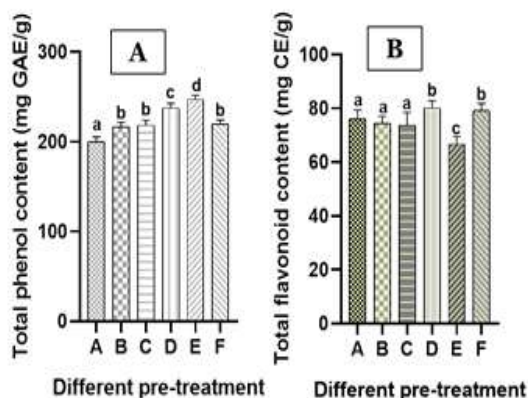 A
Total phenol content (mg GAE/g)
300
200
100
0
a
b
b
c
d
b
A B C D E F
Different pre-treatment
B
Total flavonoid content (mg CE/g)
100
80
60
40
20
0
a
a
a
b
c
b
A B C D E F
Different pre-treatment